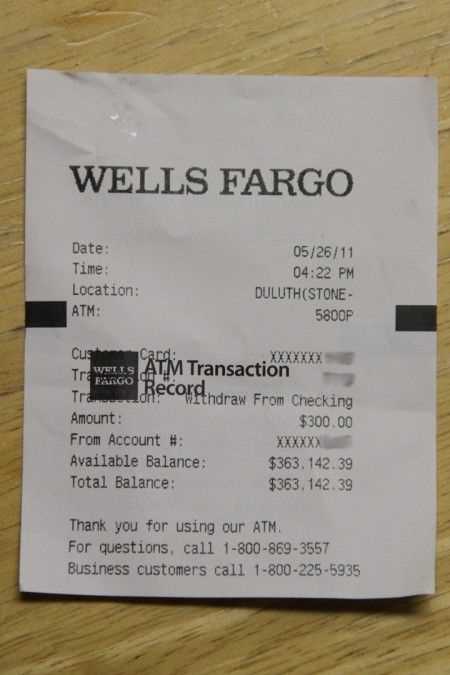 WELLS FARGO
Date: 05/26/11
Time: 04:22 PM
Location: DULUTH(STONE-
ATM: 5800P
Customer Card: XXXXXXX
WELLS FARGO
ATM Transaction Record
Transaction #:
Transaction: Withdraw From Checking
Amount: $300.00
From Account #: XXXXXX
Available Balance: $363,142.39
Total Balance: $363,142.39
Thank you for using our ATM.
For questions, call 1-800-869-3557
Business customers call 1-800-225-5935